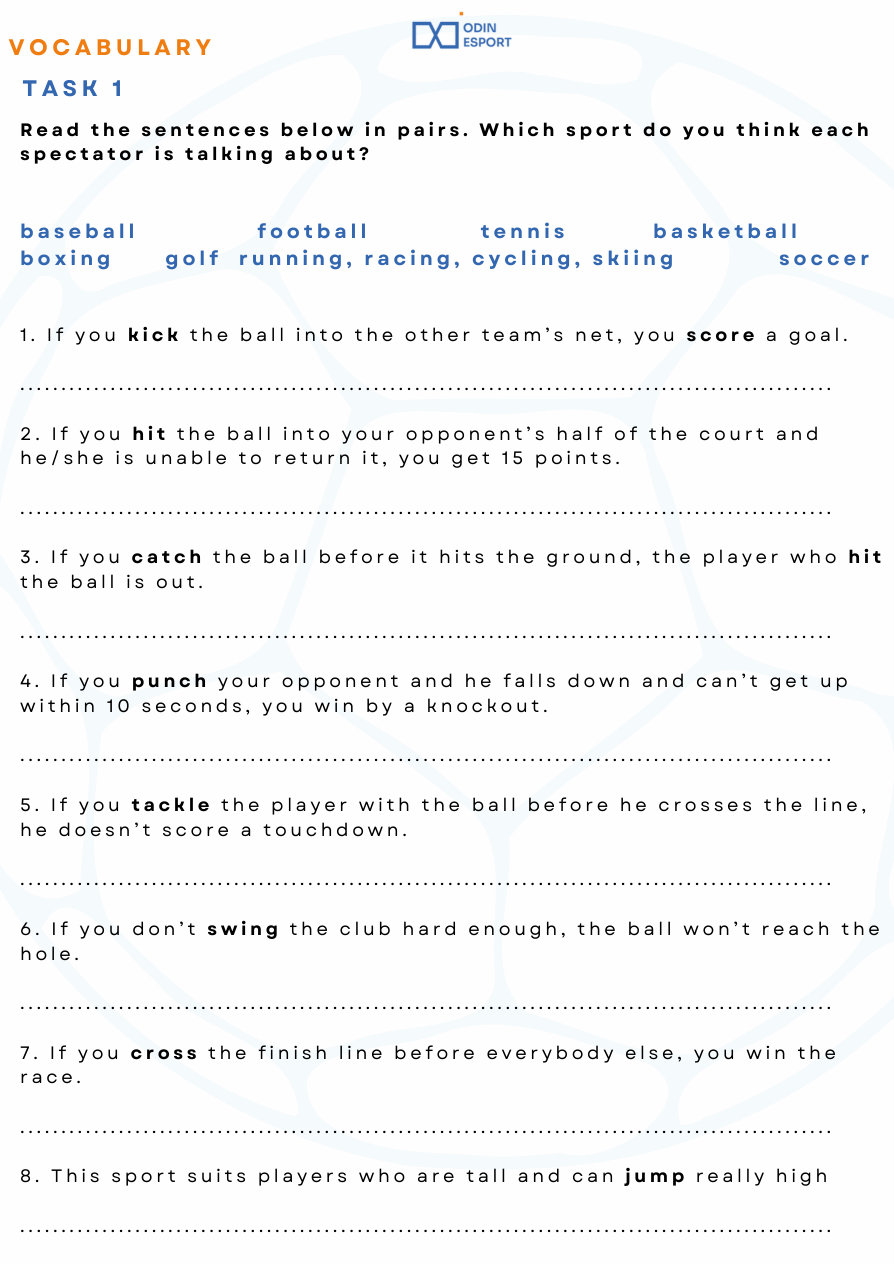 ODIN
ESPORT
VOCABULARY
TASK 1
Read the sentences below in pairs. Which sport do you think each
spectator is talking about?
baseball football tennis basketball
boxing golf running, racing, cycling, skiing soccer
1. If you kick the ball into the other team’s net, you score a goal.
....................................................................................................
2. If you hit the ball into your opponent’s half of the court and
he/she is unable to return it, you get 15 points.
....................................................................................................
3. If you catch the ball before it hits the ground, the player who hit
the ball is out.
....................................................................................................
4. If you punch your opponent and he falls down and can’t get up
within 10 seconds, you win by a knockout.
....................................................................................................
5. If you tackle the player with the ball before he crosses the line,
he doesn’t score a touchdown.
....................................................................................................
6. If you don’t swing the club hard enough, the ball won’t reach the
hole.
....................................................................................................
7. If you cross the finish line before everybody else, you win the
race.
....................................................................................................
8. This sport suits players who are tall and can jump really high
....................................................................................................